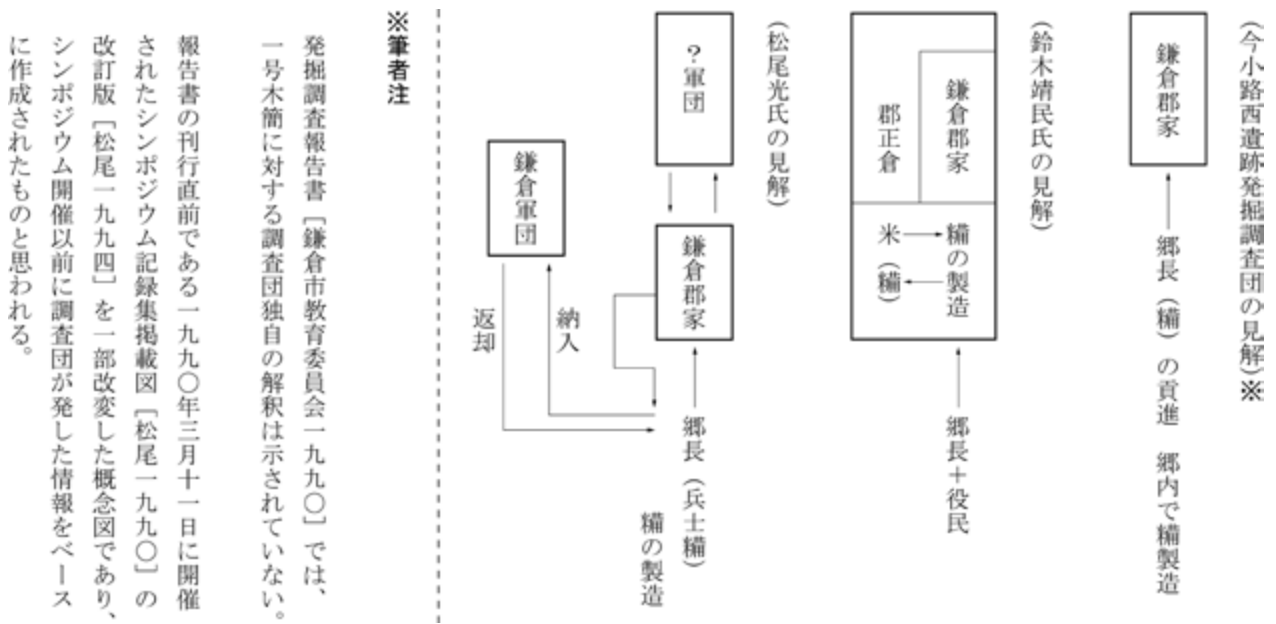 (今小路西遺跡発掘調査団の見解)※
鎌倉郡家
郷長(糒)の貢進 郷内で糒製造
(鈴木靖民氏の見解)
鎌倉郡家
郡正倉
糒の製造
米(糒)
郷長+役民
(松尾光氏の見解)
?軍団
鎌倉郡家
郷長(兵士糒)
糒の製造
鎌倉軍団
納入
返却
※筆者注
発掘調査報告書[鎌倉市教育委員会一九九〇]では、
一号木簡に対する調査団独自の解釈は示されていない。
報告書の刊行直前である一九九〇年三月十一日に開催
されたシンポジウム記録集掲載図[松尾一九九〇]の
改訂版[松尾一九九四]を一部改変した概念図であり、
シンポジウム開催以前に調査団が発した情報をベース
に作成されたものと思われる。